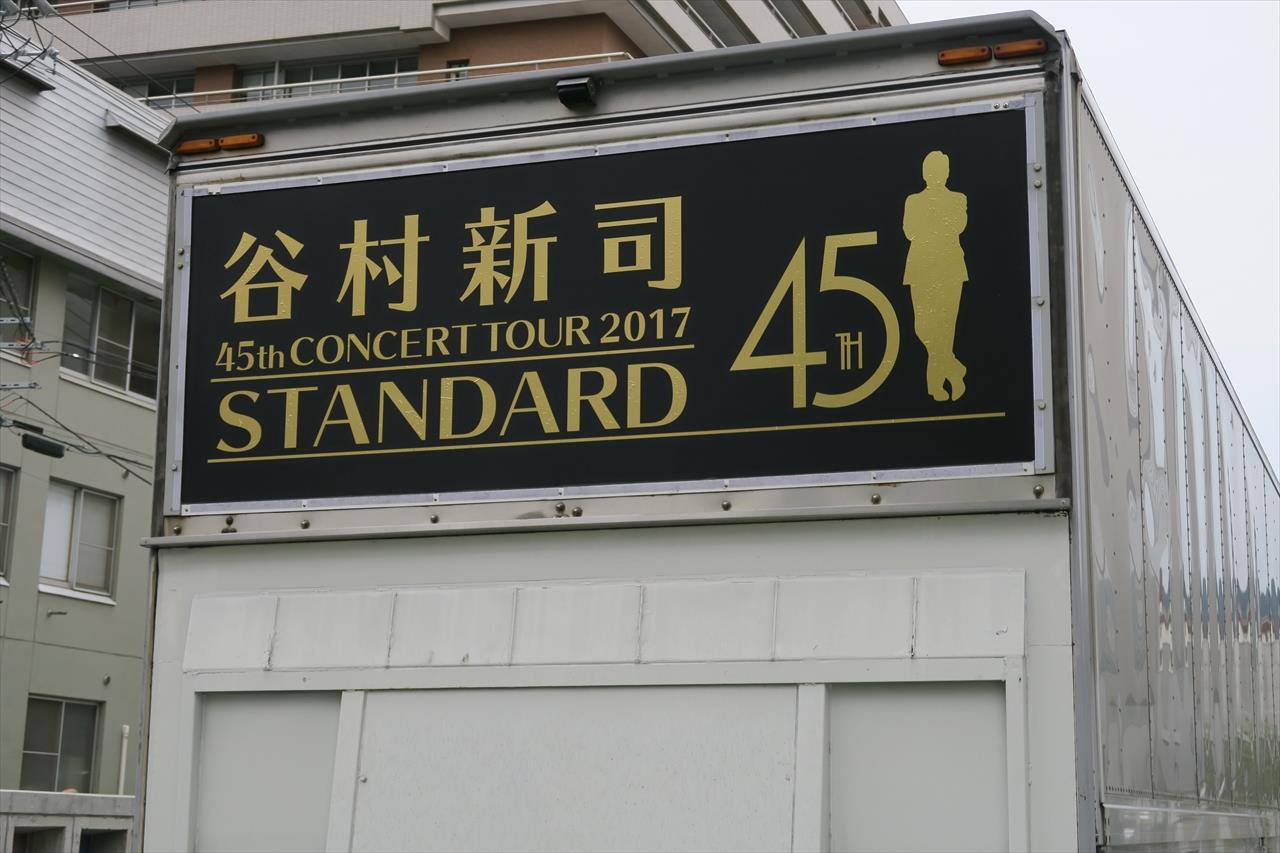 谷村新司
45th CONCERT TOUR 2017
STANDARD
45TH